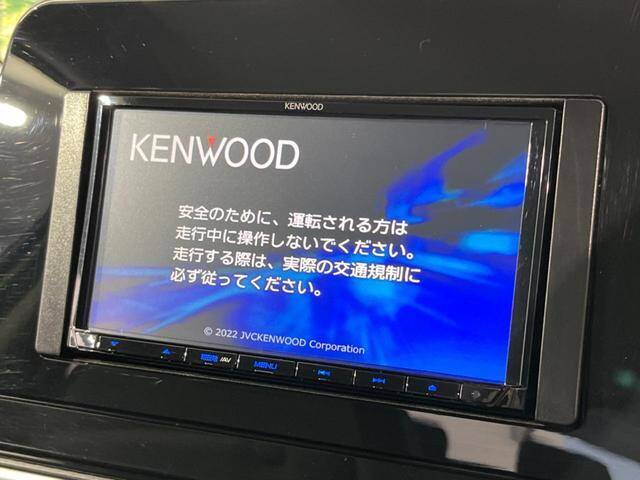 KENWOOD
KENWOOD
安全のために、運転される方は
走行中に操作しないでください。
走行する際は、実際の交通規制に
必ず従ってください。
© 2022 JVCKENWOOD Corporation
/AV MENU